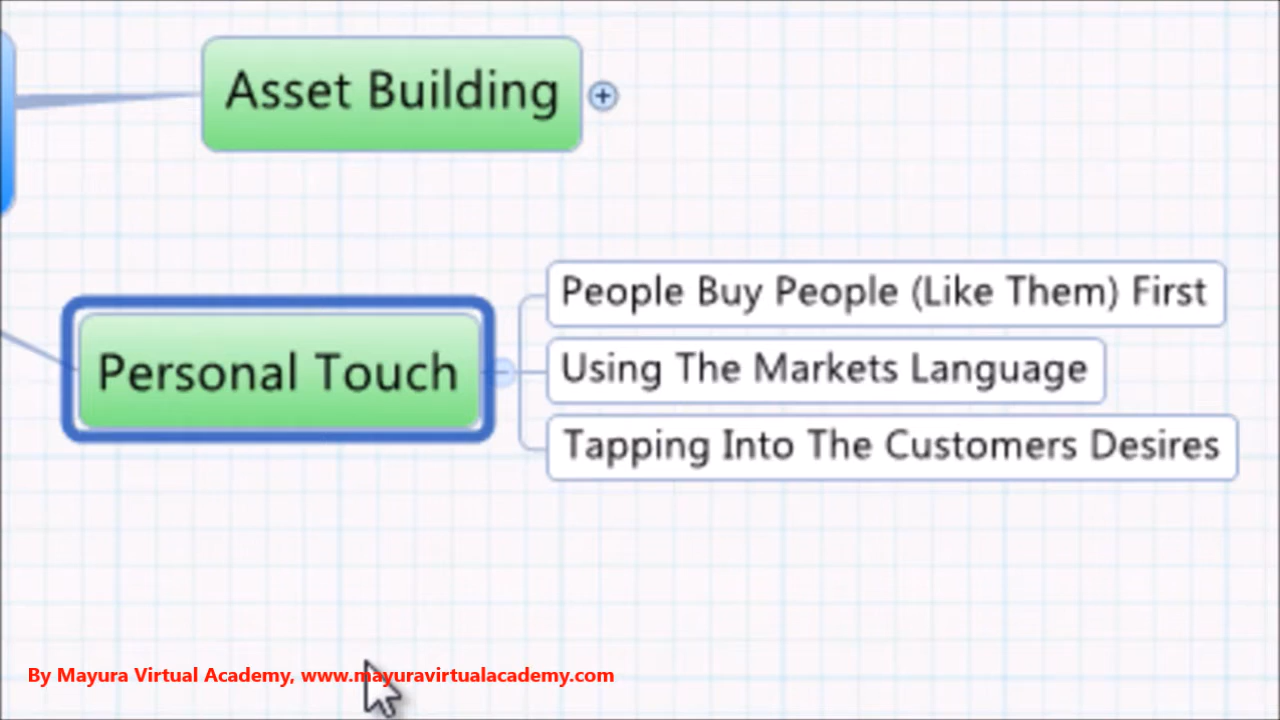 Asset Building
People Buy People (Like Them) First
Personal Touch
Using The Markets Language
Tapping Into The Customers Desires
By Mayura Virtual Academy, www.mayuravirtualacademy.com